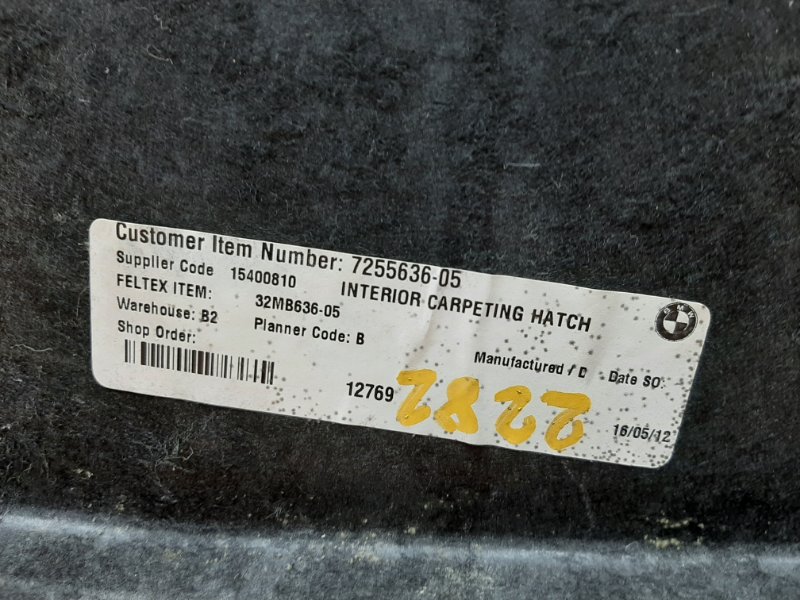 Customer Item Number: 7255636-05
Supplier Code 15400810 INTERIOR CARPETING HATCH
FELTEX ITEM: 32MB636-05
Warehouse: B2 Planner Code: B
Shop Order:
Manufactured / D Date SO:
12769 2822 16/05/12
BMW